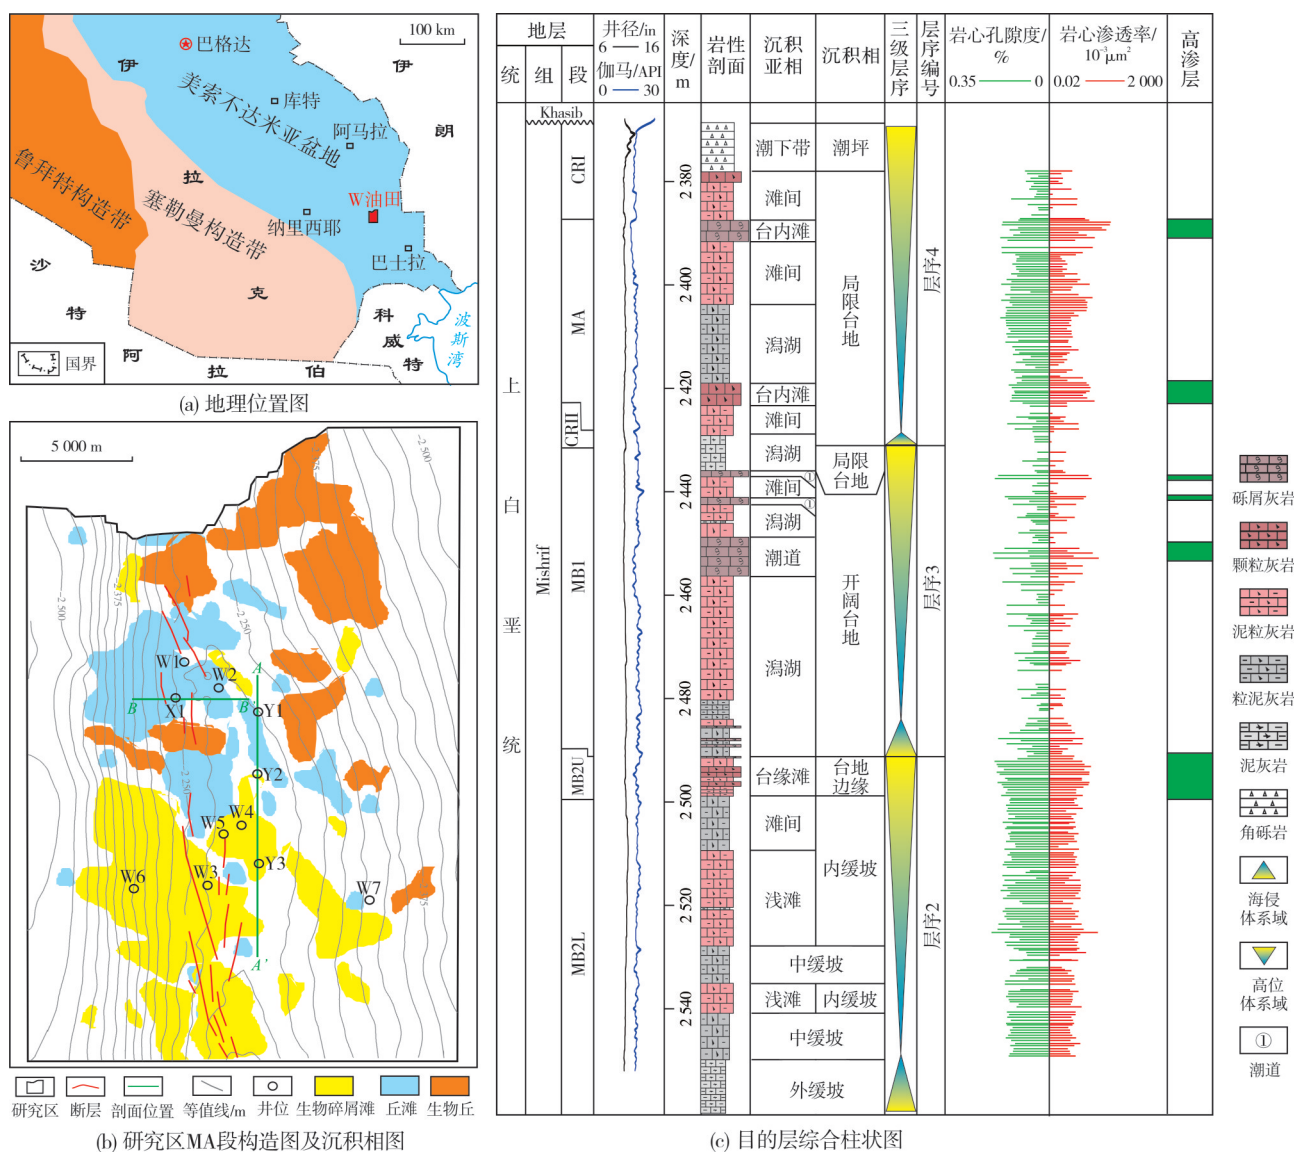 100 km
巴格达
伊
伊
朗
库特
美索不达米亚盆地
阿马拉
鲁拜特构造带
拉
塞勒曼构造带
W油田
纳里西耶
巴士拉
沙
特
阿
拉
伯
克
科
威
特
波斯湾
国界
(a) 地理位置图
5 000 m
-2 500
-2 375
-2 250
-2 375
-2 500
-2 250
W1
W2
A
B
X1
B'
Y1
Y2
W4
W5
Y3
W3
W6
W7
A'
研究区
断层
剖面位置
等值线/m
井位
生物碎屑滩
丘滩
生物丘
(b) 研究区MA段构造图及沉积相图
地层
统
组
段
井径/in
6 16
伽马/API
0 30
深度/m
岩性剖面
沉积亚相
沉积相
三级层序
层序编号
岩心孔隙度/%
0.35 0
岩心渗透率/10⁻³μm²
0.02 2 000
高渗层
Khasib
上
白
垩
统
Mishrif
CRI
MA
CRII
MB1
MB2U
MB2L
2 380
2 400
2 420
2 440
2 460
2 480
2 500
2 520
2 540
潮下带
潮坪
滩间
台内滩
滩间
潟湖
台内滩
滩间
潟湖
①
滩间
①
潟湖
潮道
潟湖
台缘滩
滩间
浅滩
中缓坡
浅滩
内缓坡
中缓坡
外缓坡
局限台地
局限台地
开阔台地
台地边缘
内缓坡
层序4
层序3
层序2
砾屑灰岩
颗粒灰岩
泥粒灰岩
粒泥灰岩
泥灰岩
角砾岩
海侵
体系域
高位
体系域
①
潮道
(c) 目的层综合柱状图